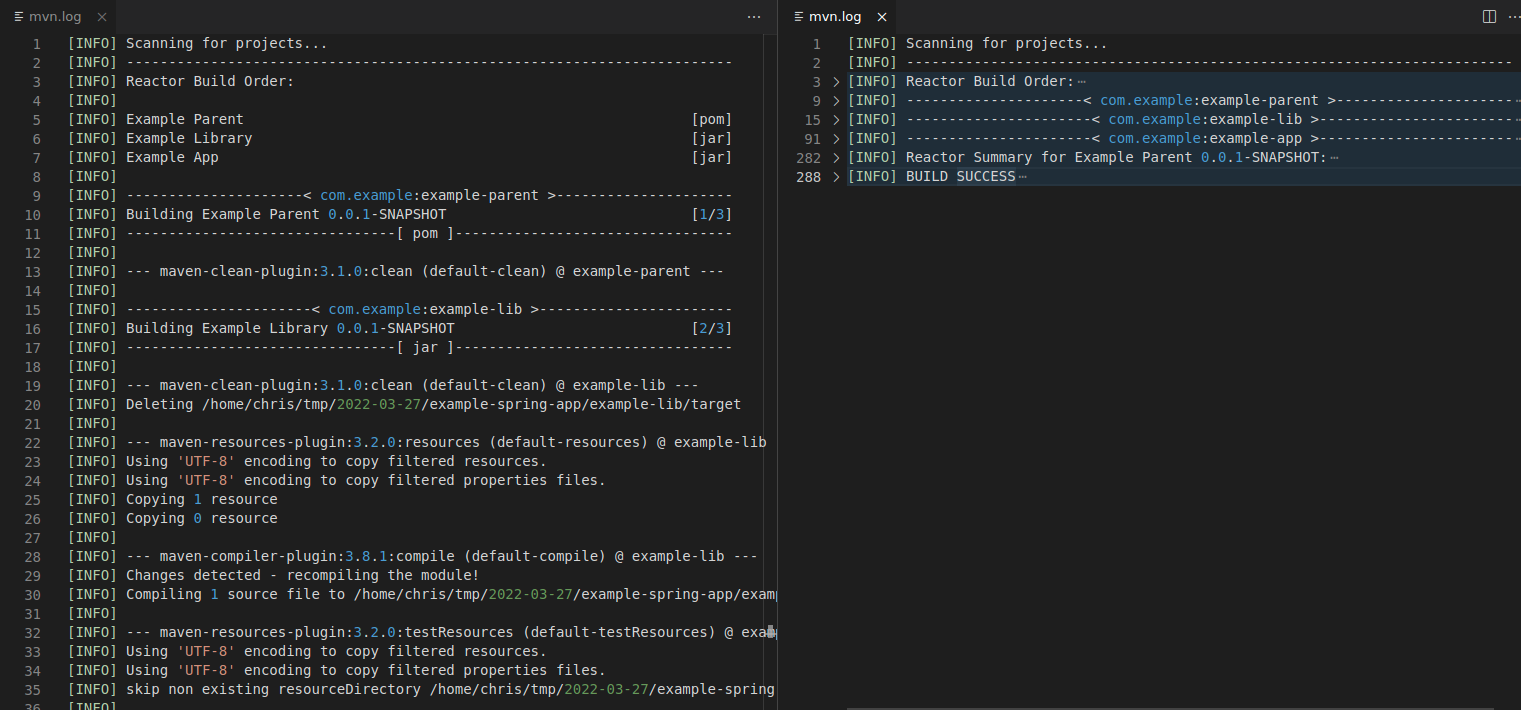 mvn.log
1 [INFO] Scanning for projects...
2 [INFO] ------------------------------------------------------------------------
3 [INFO] Reactor Build Order:
4 [INFO]
5 [INFO] Example Parent [pom]
6 [INFO] Example Library [jar]
7 [INFO] Example App [jar]
8 [INFO]
9 [INFO] ---------------------< com.example:example-parent >---------------------
10 [INFO] Building Example Parent 0.0.1-SNAPSHOT [1/3]
11 [INFO] --------------------------------[ pom ]---------------------------------
12 [INFO]
13 [INFO] --- maven-clean-plugin:3.1.0:clean (default-clean) @ example-parent ---
14 [INFO]
15 [INFO] ----------------------< com.example:example-lib >-----------------------
16 [INFO] Building Example Library 0.0.1-SNAPSHOT [2/3]
17 [INFO] --------------------------------[ jar ]---------------------------------
18 [INFO]
19 [INFO] --- maven-clean-plugin:3.1.0:clean (default-clean) @ example-lib ---
20 [INFO] Deleting /home/chris/tmp/2022-03-27/example-spring-app/example-lib/target
21 [INFO]
22 [INFO] --- maven-resources-plugin:3.2.0:resources (default-resources) @ example-lib
23 [INFO] Using 'UTF-8' encoding to copy filtered resources.
24 [INFO] Using 'UTF-8' encoding to copy filtered properties files.
25 [INFO] Copying 1 resource
26 [INFO] Copying 0 resource
27 [INFO]
28 [INFO] --- maven-compiler-plugin:3.8.1:compile (default-compile) @ example-lib ---
29 [INFO] Changes detected - recompiling the module!
30 [INFO] Compiling 1 source file to /home/chris/tmp/2022-03-27/example-spring-app/exam
31 [INFO]
32 [INFO] --- maven-resources-plugin:3.2.0:testResources (default-testResources) @ exa
33 [INFO] Using 'UTF-8' encoding to copy filtered resources.
34 [INFO] Using 'UTF-8' encoding to copy filtered properties files.
35 [INFO] skip non existing resourceDirectory /home/chris/tmp/2022-03-27/example-spring
36 [INFO]
mvn.log
1 [INFO] Scanning for projects...
2 [INFO] ------------------------------------------------------------------------
3 [INFO] Reactor Build Order:⋯
9 [INFO] ---------------------< com.example:example-parent >---------------------⋯
15 [INFO] ----------------------< com.example:example-lib >-----------------------⋯
91 [INFO] ----------------------< com.example:example-app >-----------------------⋯
282 [INFO] Reactor Summary for Example Parent 0.0.1-SNAPSHOT:⋯
288 [INFO] BUILD SUCCESS⋯